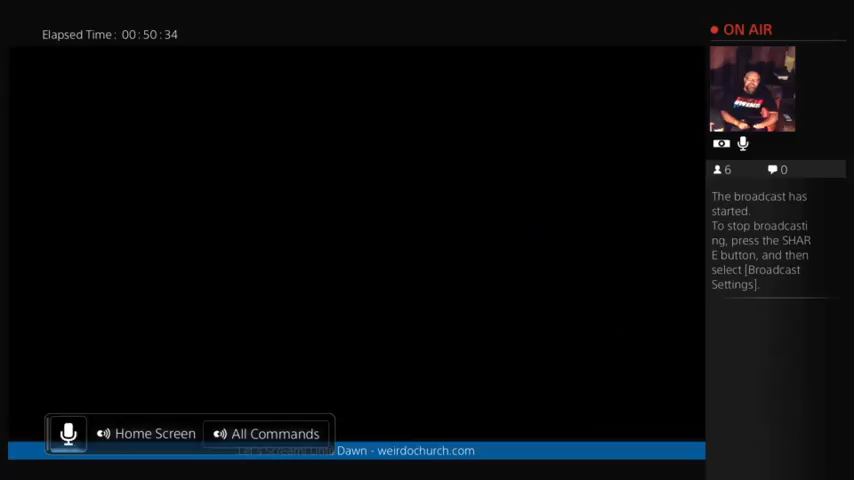 Elapsed Time: 00:50:34
ON AIR
6
0
The broadcast has
started.
To stop broadcasti
ng, press the SHAR
E button, and then
select [Broadcast
Settings].
Home Screen
All Commands
Dawn - weirdochurch.com